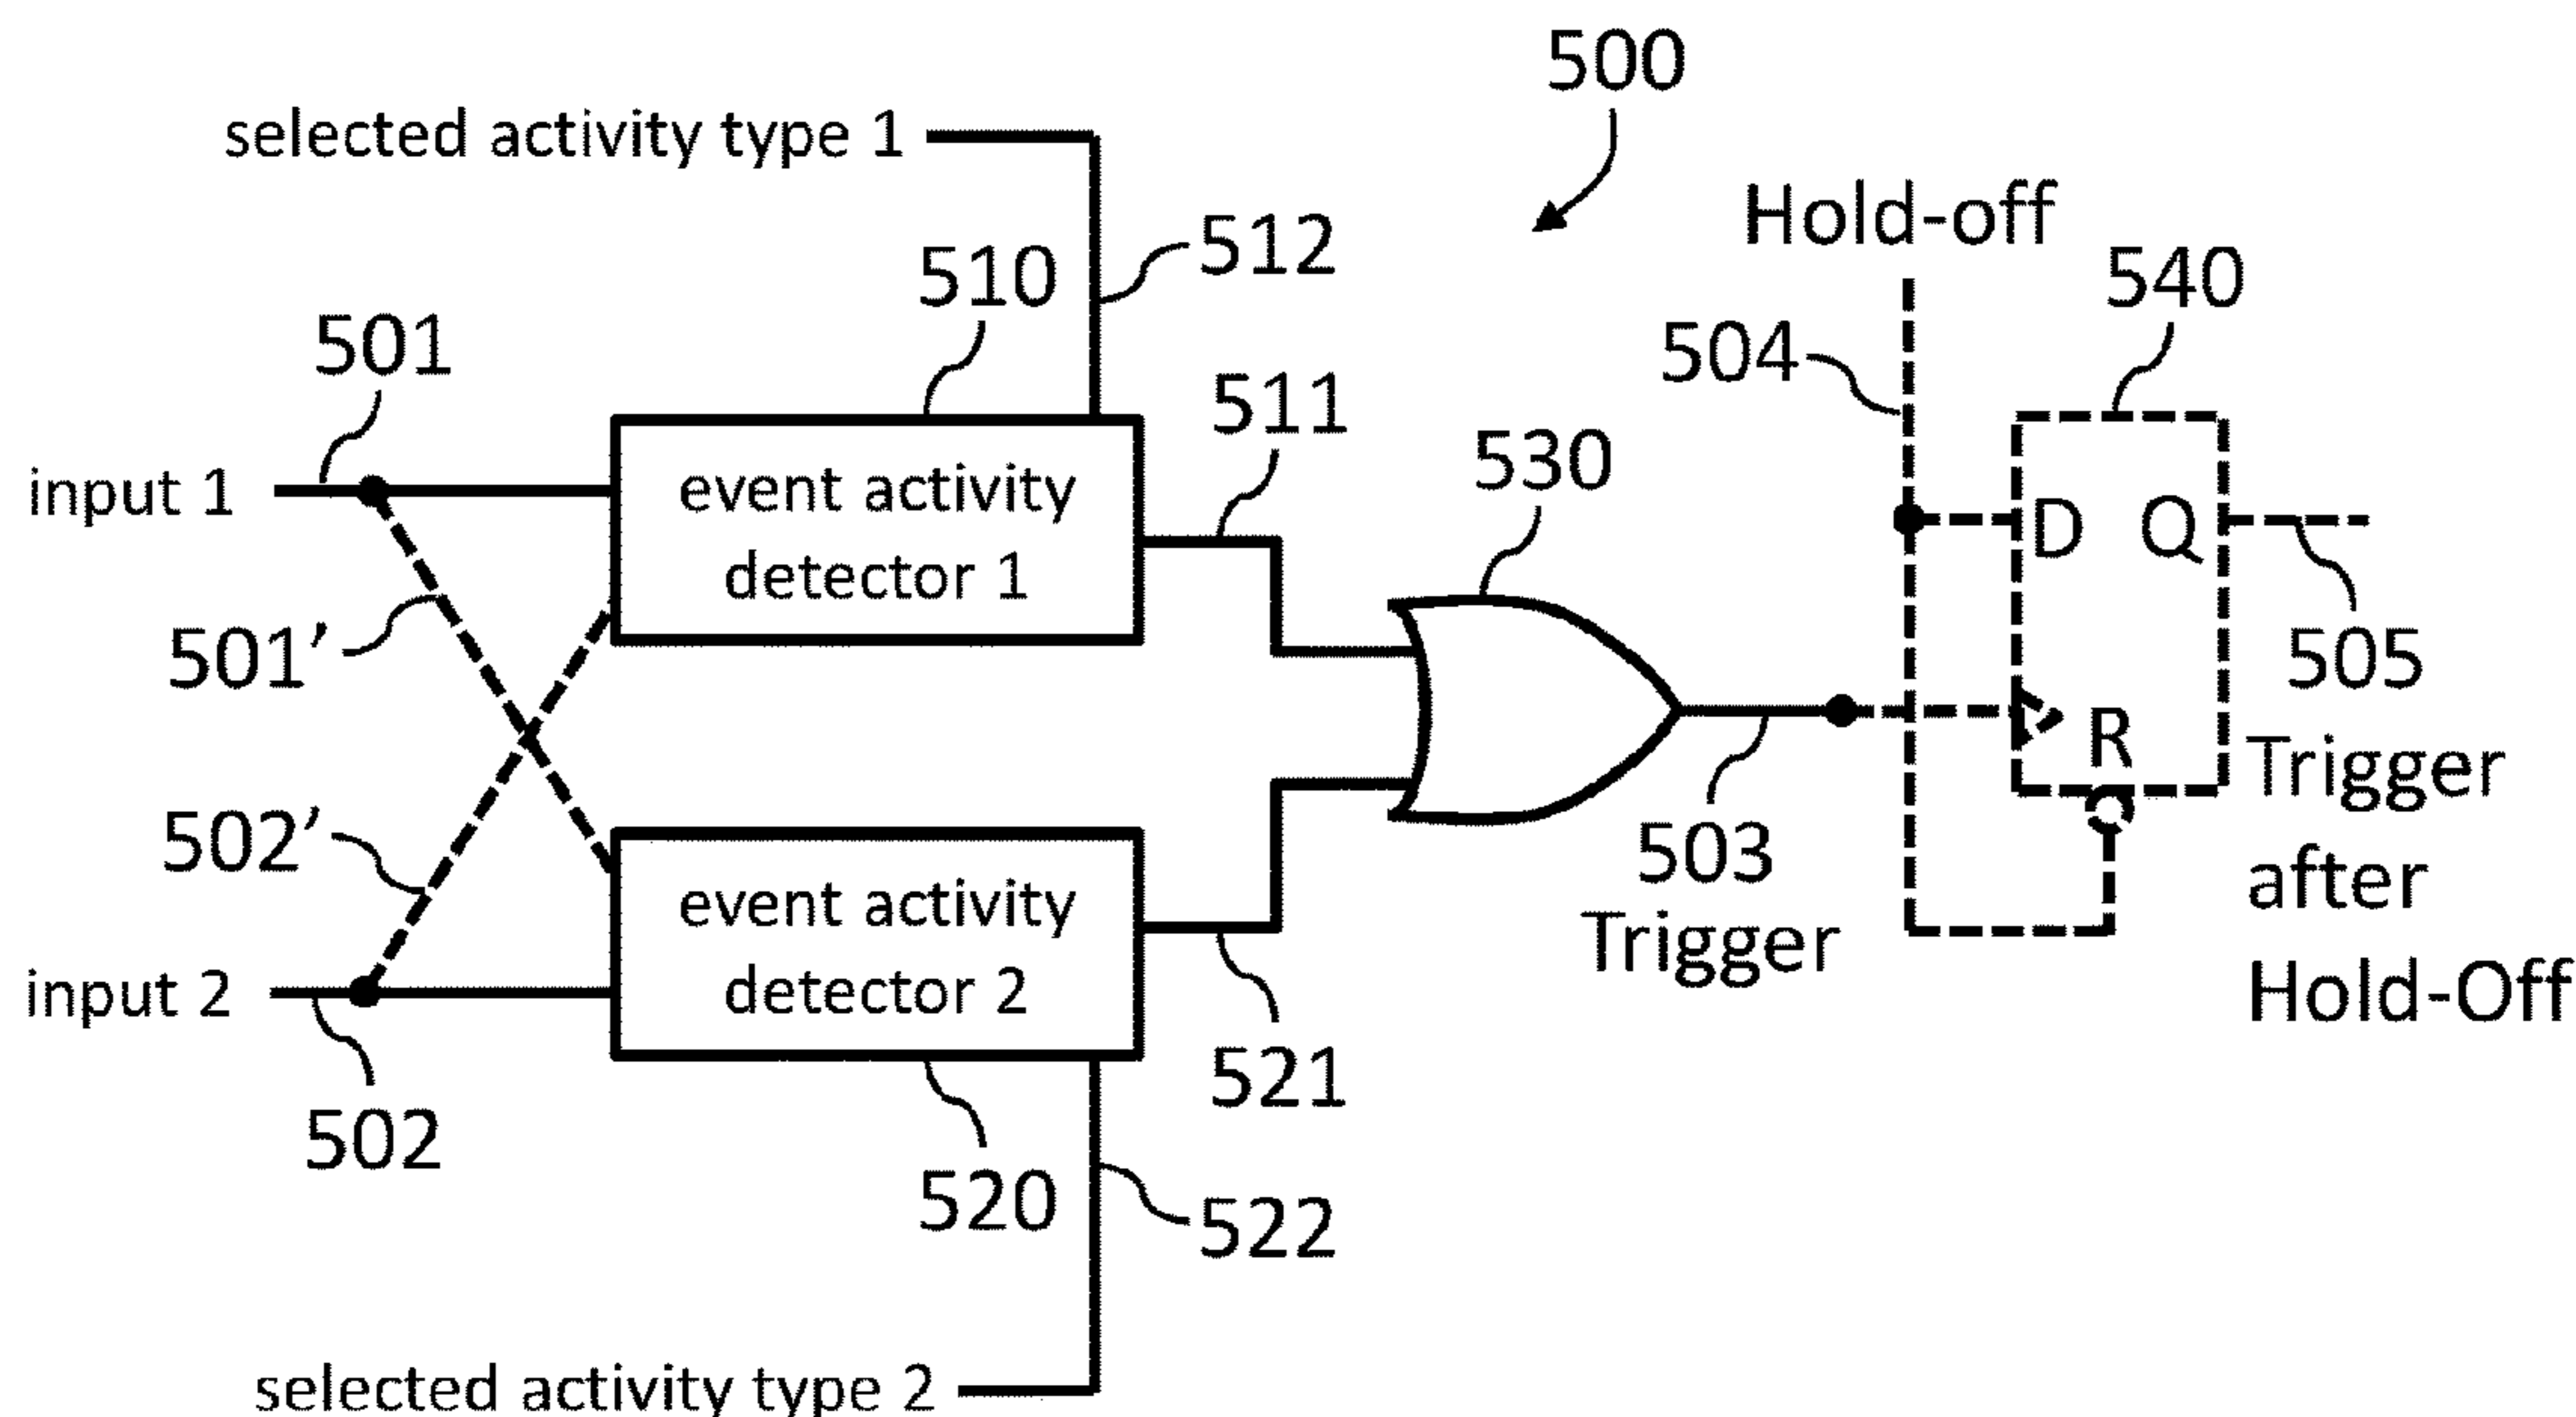 500
selected activity type 1
Hold-off
512
510
540
501
504
511
530
input 1
event activity
detector 1
D Q
501'
505
Trigger
after
Hold-Off
R
502'
503
Trigger
event activity
detector 2
input 2
521
502
520
522
selected activity type 2